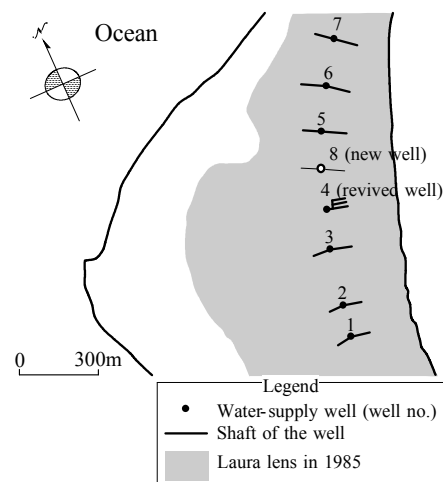 N
Ocean
7
6
5
8 (new well)
4 (revived well)
3
2
1
0 300m
Legend
Water-supply well (well no.)
Shaft of the well
Laura lens in 1985